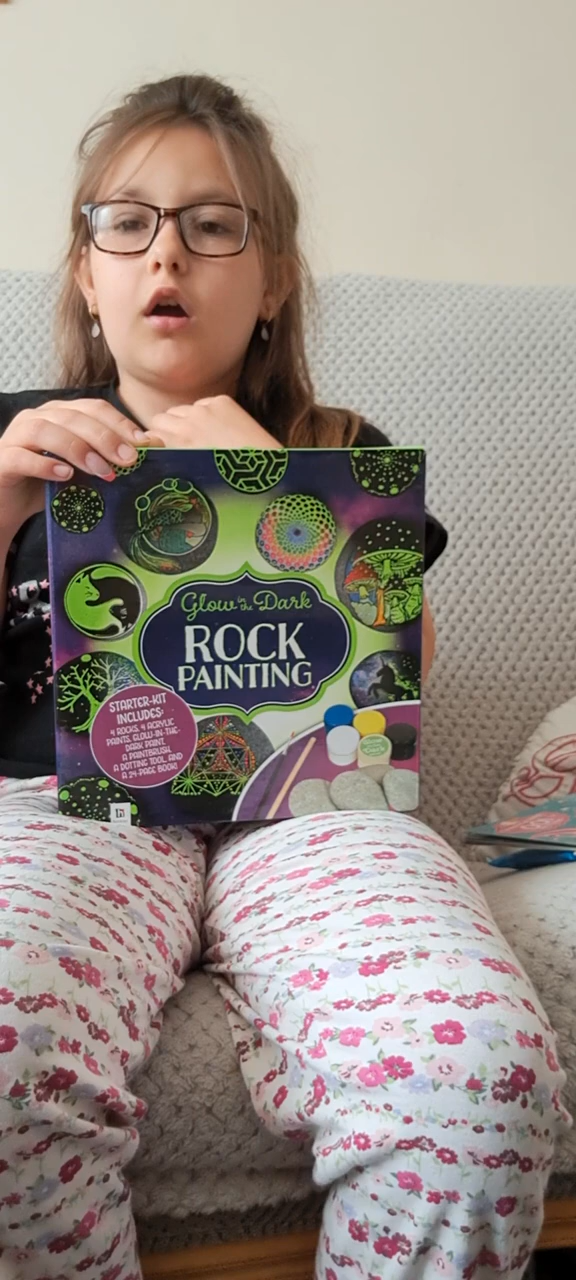 Glow in the Dark
ROCK
PAINTING
STARTER-KIT
INCLUDES:
4 ROCKS, 4 ACRYLIC
PAINTS, GLOW-IN-THE-
DARK PAINT,
A PAINTBRUSH,
A DOTTING TOOL, AND
A 24-PAGE BOOK!
h